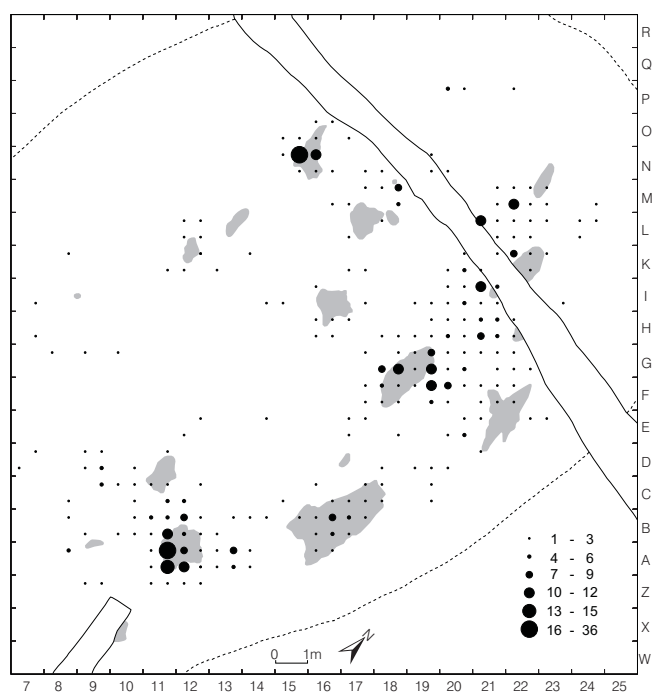 R
Q
P
O
N
M
L
K
I
H
G
F
E
D
C
B
A
Z
X
W
1 - 3
4 - 6
7 - 9
10 - 12
13 - 15
16 - 36
0 1m
N
7 8 9 10 11 12 13 14 15 16 17 18 19 20 21 22 23 24 25